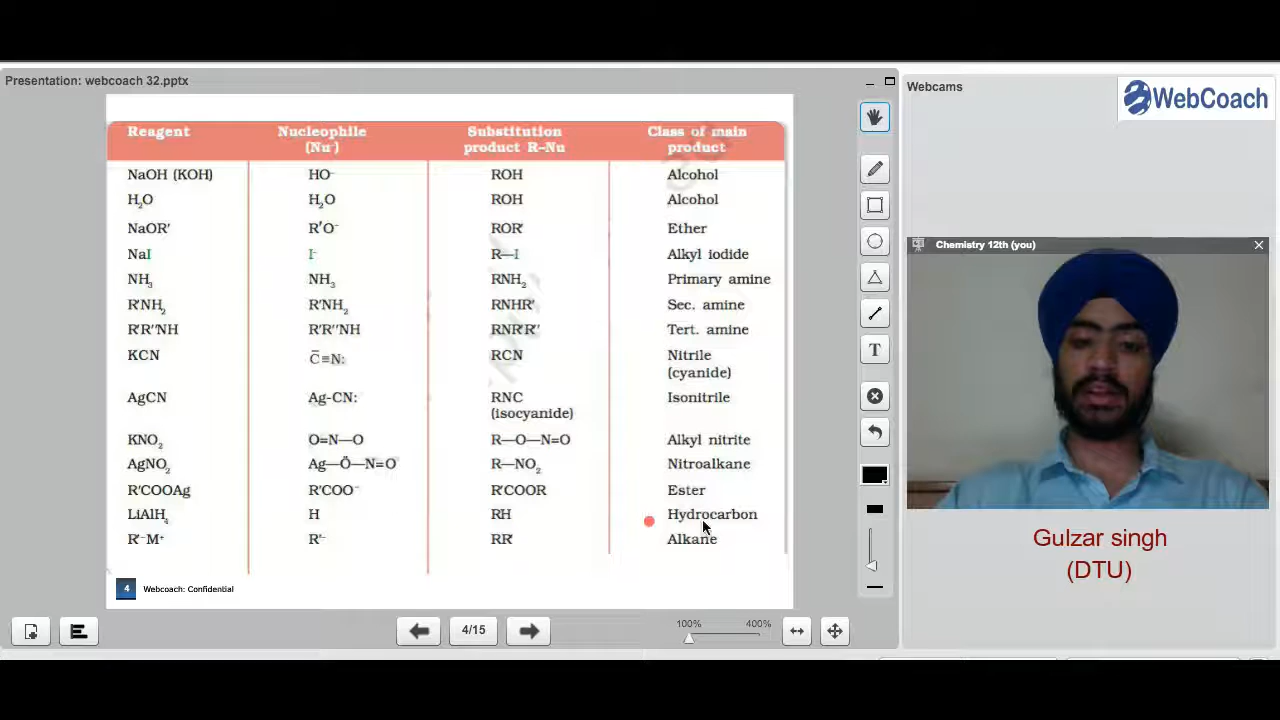 Presentation: webcoach 32.pptx
Webcams
WebCoach
Reagent Nucleophile (Nu⁻) Substitution product R–Nu Class of main product
NaOH (KOH) HO⁻ ROH Alcohol
H₂O H₂O ROH Alcohol
NaOR′ R′O⁻ ROR′ Ether
NaI I⁻ R—I Alkyl iodide
NH₃ NH₃ RNH₂ Primary amine
R′NH₂ R′NH₂ RNHR′ Sec. amine
R′R′′NH R′R′′NH RNR′R′′ Tert. amine
KCN C̄≡N: RCN Nitrile
(cyanide)
AgCN Ag-CN: RNC Isonitrile
(isocyanide)
KNO₂ O=N—O R—O—N=O Alkyl nitrite
AgNO₂ Ag—Ö—N=O R—NO₂ Nitroalkane
R′COOAg R′COO⁻ R′COOR Ester
LiAlH₄ H RH Hydrocarbon
R′⁻M⁺ R′⁻ RR′ Alkane
4 Webcoach: Confidential
Chemistry 12th (you)
Gulzar singh
(DTU)
T
4/15
100% 400%